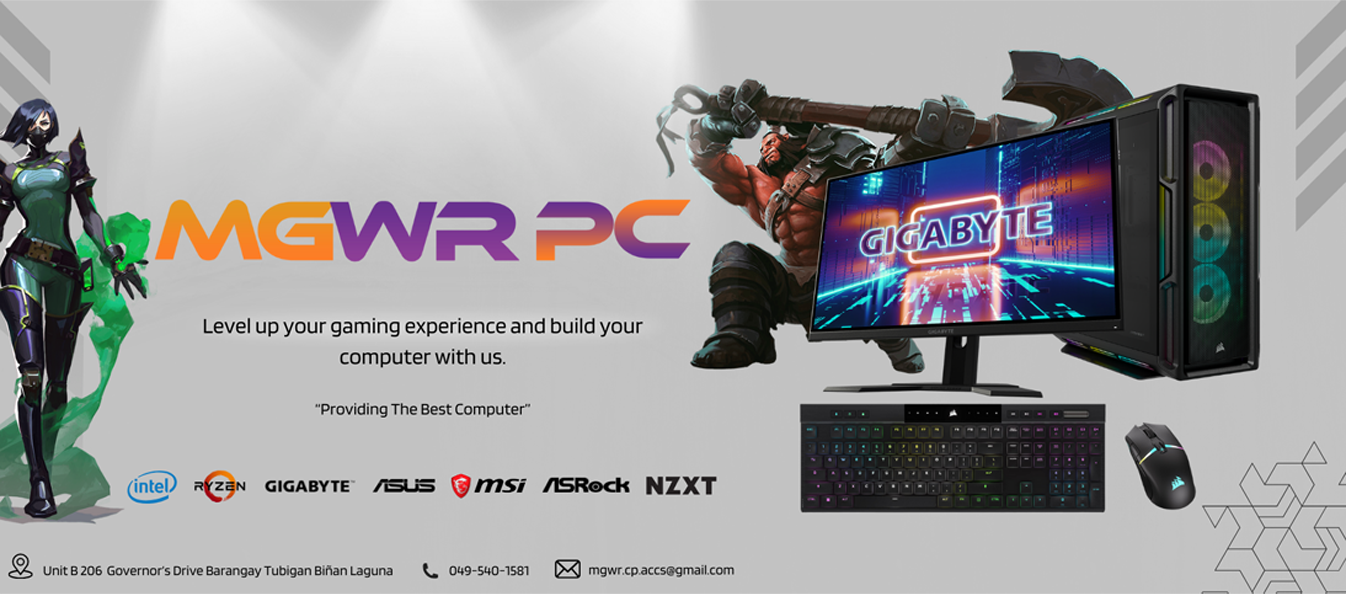 MGWR PC
GIGABYTE
Level up your gaming experience and build your
computer with us.
“Providing The Best Computer”
intel RYZEN GIGABYTE ASUS msi ASRock NZXT
GIGABYTE
Unit B 206 Governor's Drive Barangay Tubigan Biñan Laguna 049-540-1581 mgwr.cp.accs@gmail.com